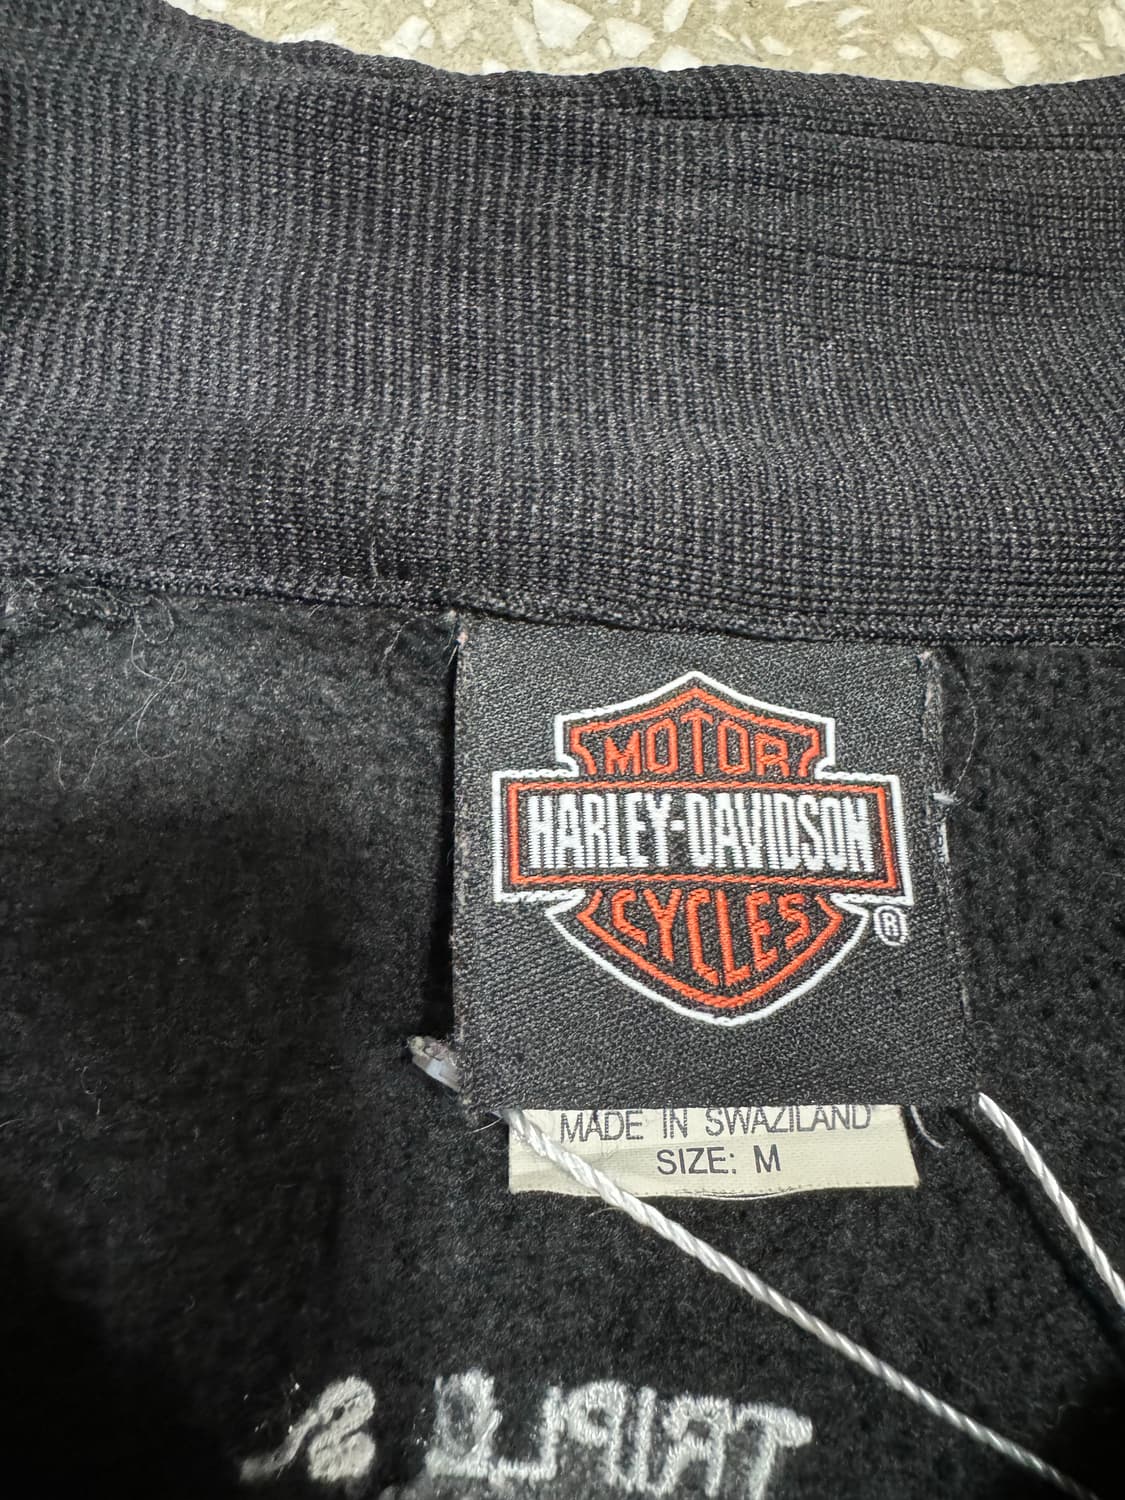 MOTOR
HARLEY-DAVIDSON
CYCLES
®
MADE IN SWAZILAND
SIZE: M